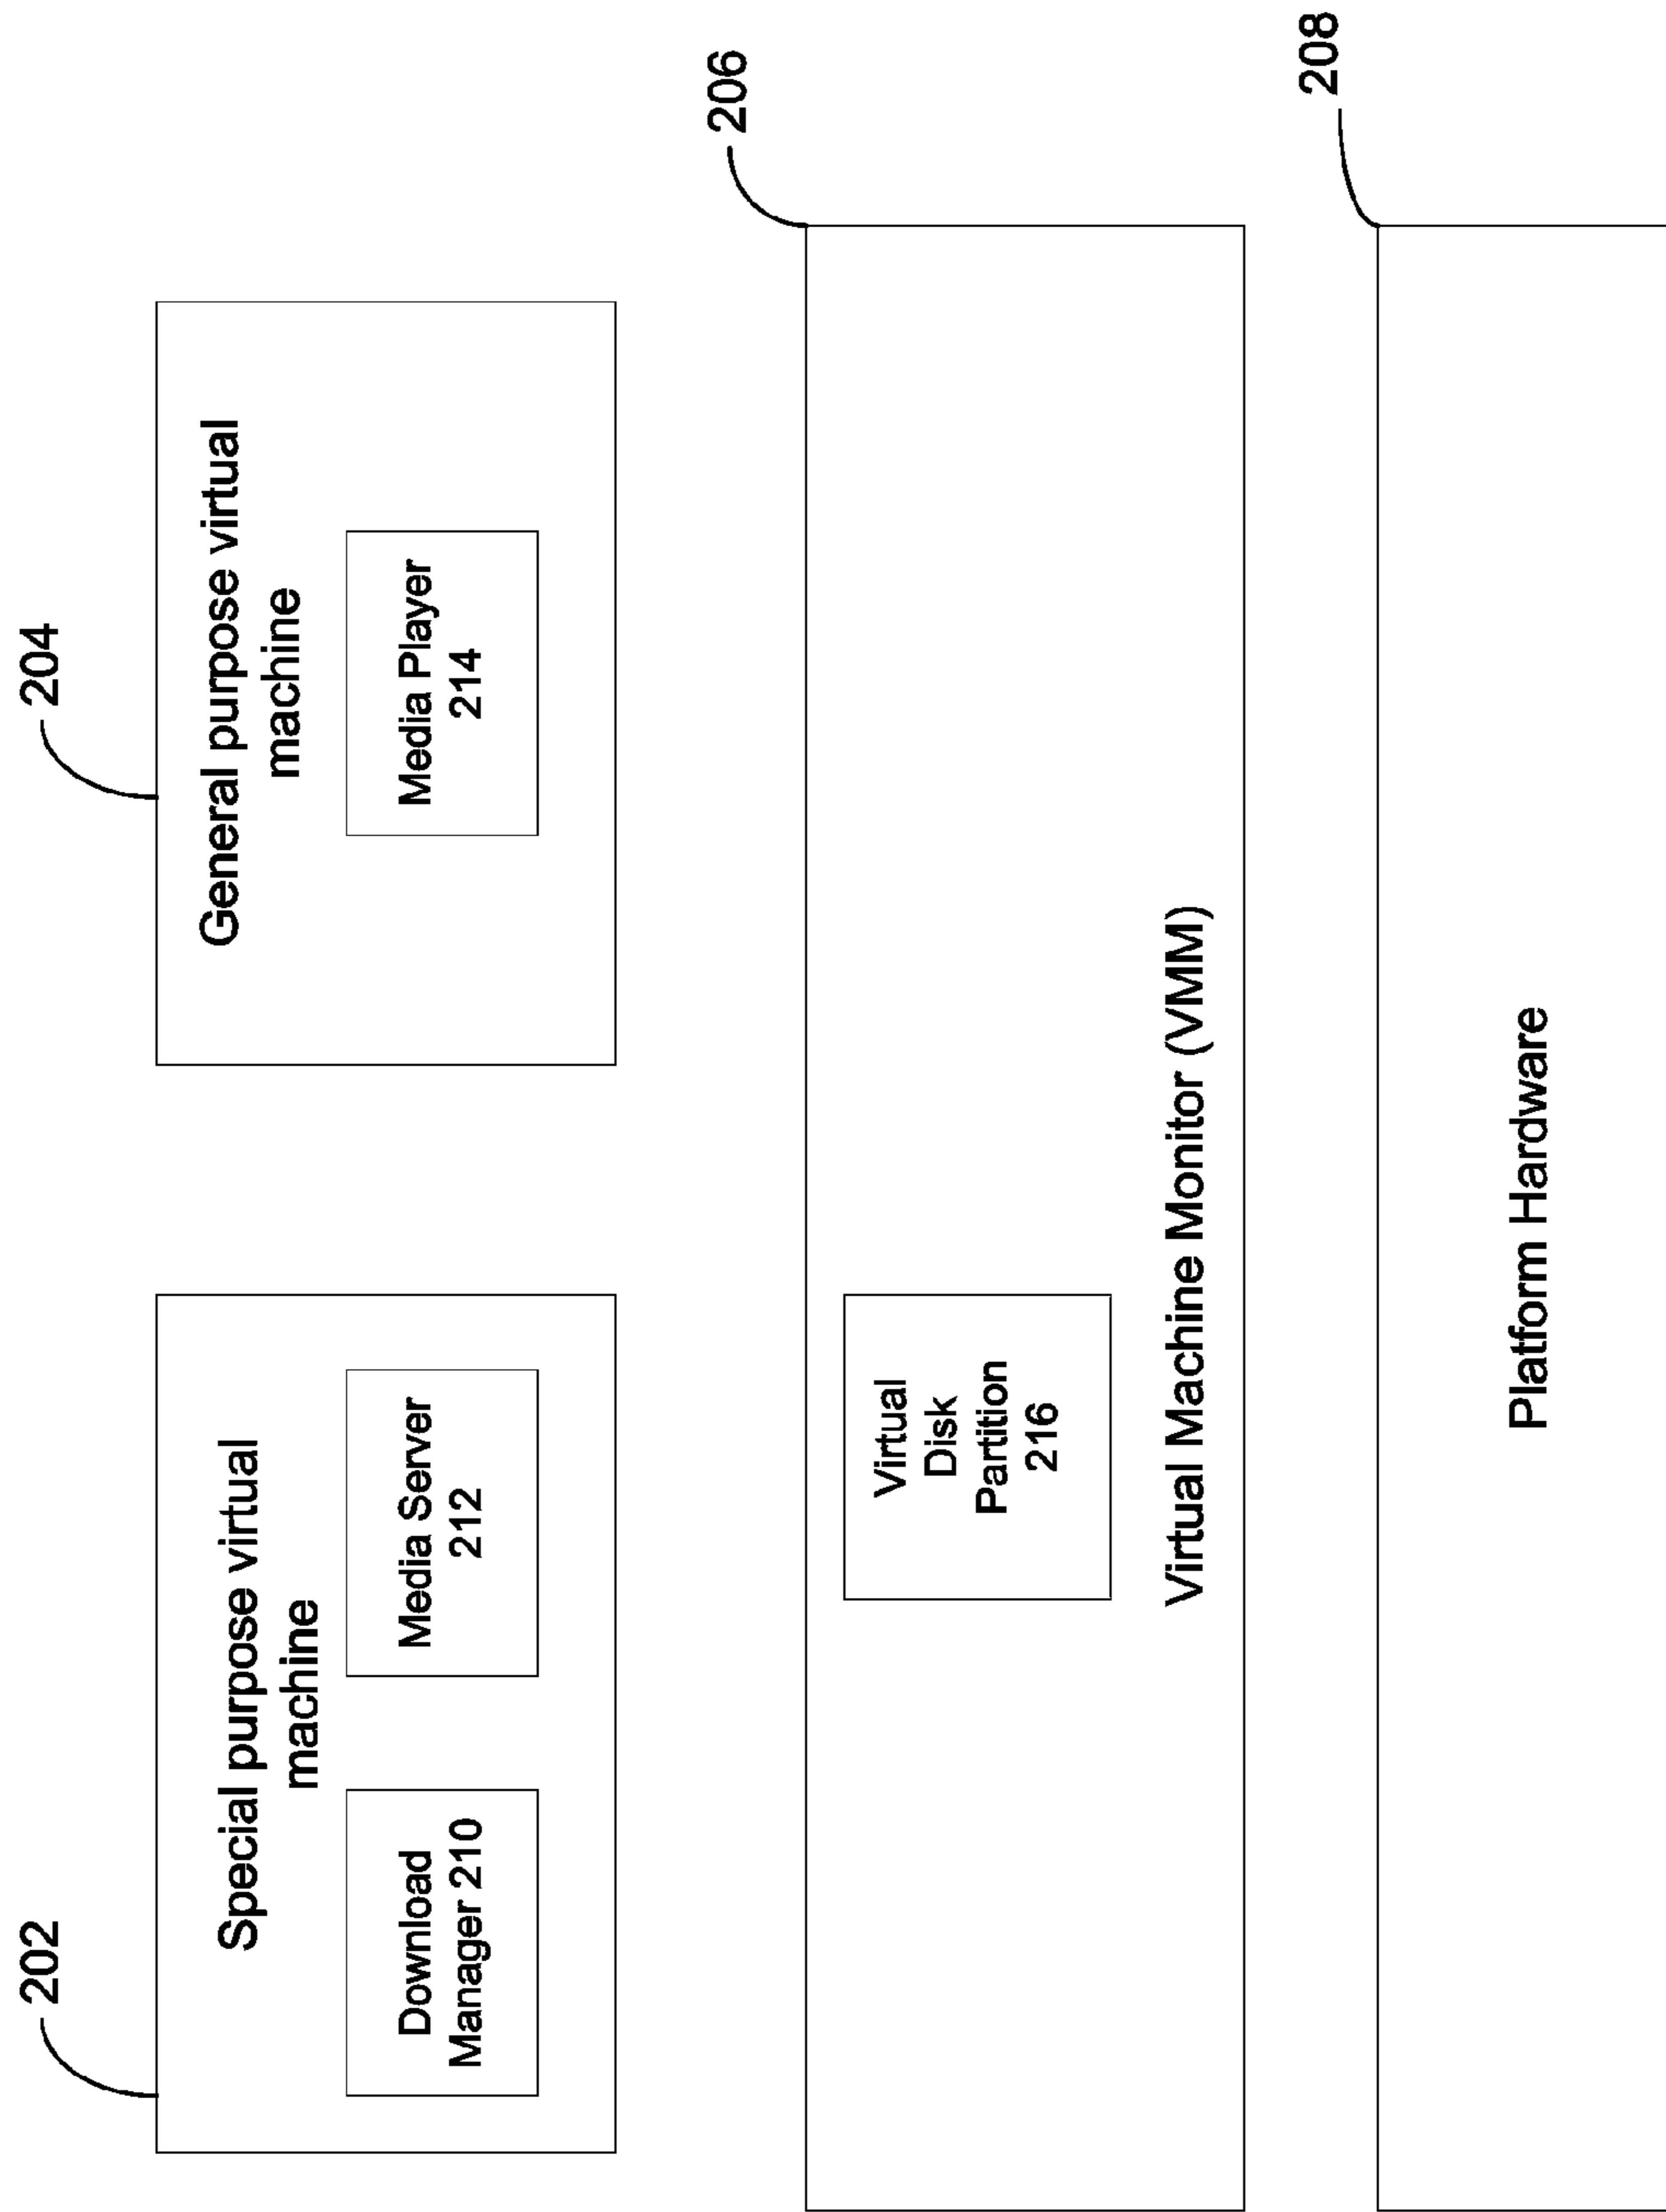 202
Special purpose virtual
machine
Download
Manager 210
Media Server
212
204
General purpose virtual
machine
Media Player
214
206
Virtual
Disk
Partition
216
Virtual Machine Monitor (VMM)
208
Platform Hardware